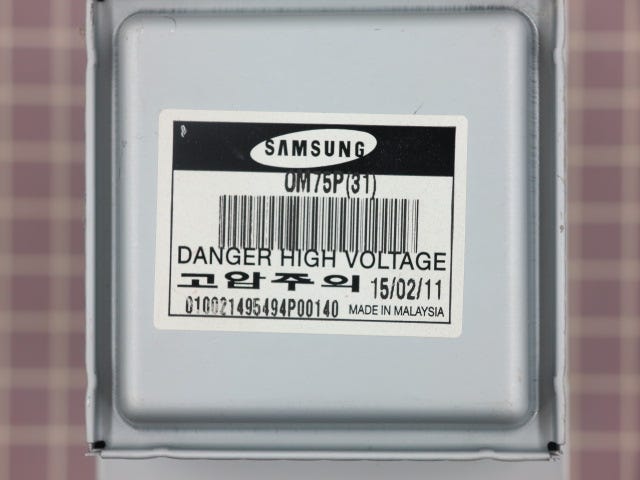 SAMSUNG
OM75P(31)
DANGER HIGH VOLTAGE
고압주의 15/02/11
010021495494P00140 MADE IN MALAYSIA